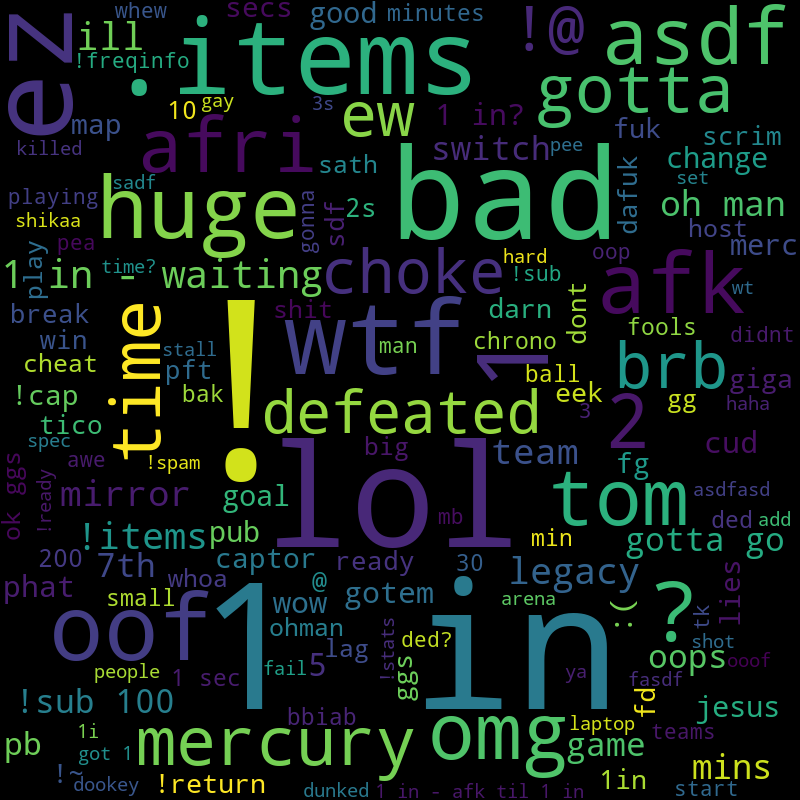 whew
secs
good
minutes
!@
asdf
ez
ill
.items
!freqinfo
10
gay
3s
ew
1 in?
gotta
map
afri
fuk
scrim
killed
sath
switch
pee
change
sadf
bad
dafuk
set
playing
huge
2s
oh man
shikaa
gonna
sdf
host
pea
merc
play
1 in - waiting
time?
choke
hard
!sub
oop
afk
wt
break
time
!
shit
wtf
darn
dont
fools
didnt
win
stall
man
chrono
1
brb
cheat
pft
ball
giga
!cap
bak
defeated
eek
gg
haha
tico
2
3
spec
lol
big
team
cud
awe
!spam
fg
ok ggs
!ready
mirror
goal
tom
asdfasd
mb
ded
add
!items
pub
min
gotta go
200
7th
captor
ready
30
legacy
phat
whoa
@
lies
small
wow
gotem
arena
:(
tk
oof
1 in
?
ohman
ded?
shot
lag
!stats
oops
ooof
people
1 sec
fail
5
ggs
ya
fasdf
!sub 100
fd
jesus
bbiab
laptop
pb
1i
mercury
omg
teams
got 1
game
mins
!~
dookey
!return
dunked
1 in - afk til 1 in
1in
start